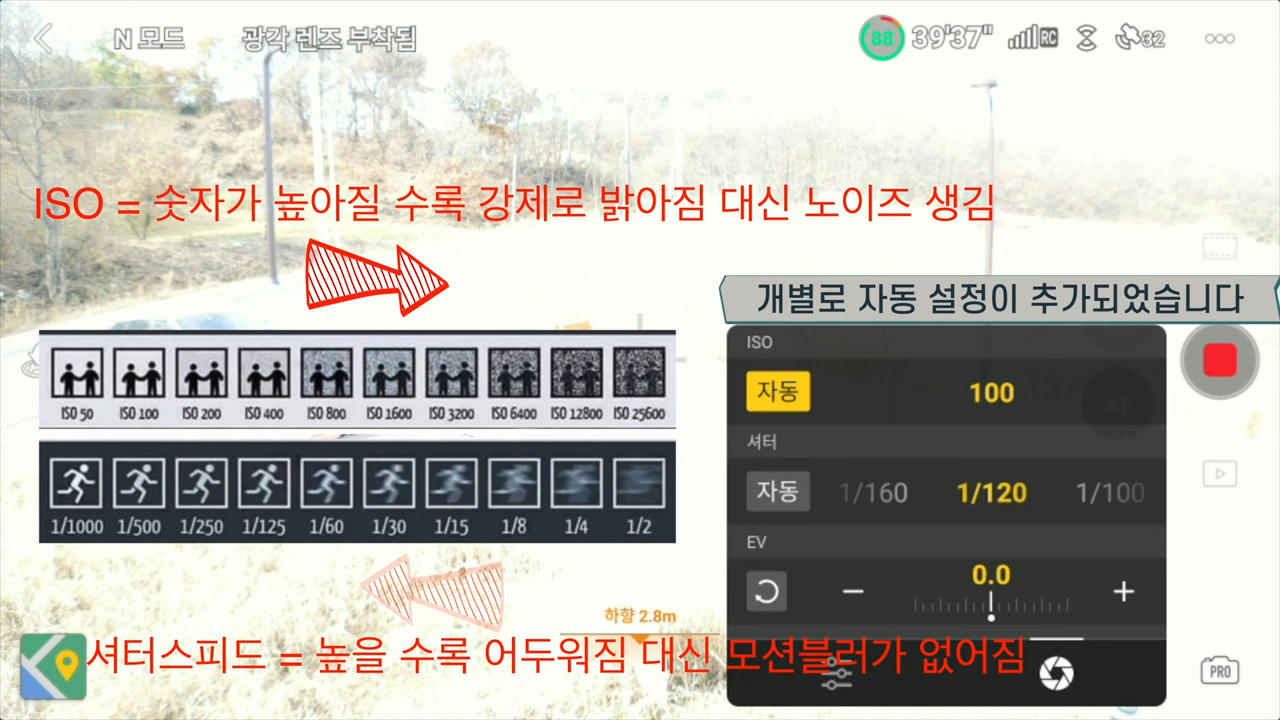 N 모드 광각 렌즈 부착됨 88 39'37" RC 32
ISO = 숫자가 높아질 수록 강제로 밝아짐 대신 노이즈 생김
개별로 자동 설정이 추가되었습니다
ISO
자동 100
AF
셔터
자동 1/160 1/120 1/100
EV
0.0
ISO 50 ISO 100 ISO 200 ISO 400 ISO 800 ISO 1600 ISO 3200 ISO 6400 ISO 12800 ISO 25600
1/1000 1/500 1/250 1/125 1/60 1/30 1/15 1/8 1/4 1/2
하향 2.8m
셔터스피드 = 높을 수록 어두워짐 대신 모션블러가 없어짐
PRO